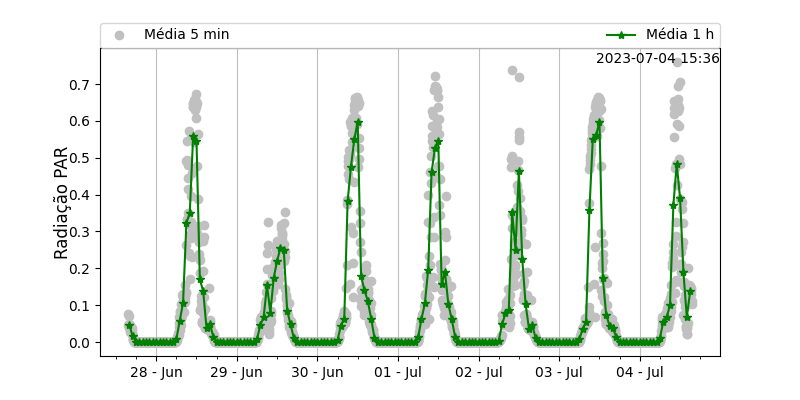 Média 5 min
Média 1 h
2023-07-04 15:36
Radiação PAR
0.7
0.6
0.5
0.4
0.3
0.2
0.1
0.0
28 - Jun
29 - Jun
30 - Jun
01 - Jul
02 - Jul
03 - Jul
04 - Jul